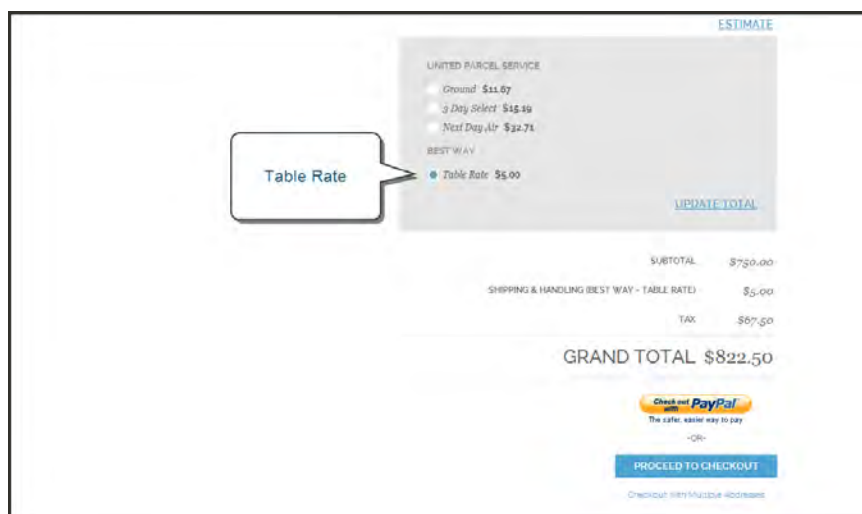 ESTIMATE
UNITED PARCEL SERVICE
Ground $11.67
3 Day Select $15.19
Next Day Air $32.71
BEST WAY
Table Rate
Table Rate $5.00
UPDATE TOTAL
SUBTOTAL $750.00
SHIPPING & HANDLING (BEST WAY - TABLE RATE) $5.00
TAX $67.50
GRAND TOTAL $822.50
Check out with PayPal
The safer, easier way to pay
-OR-
PROCEED TO CHECKOUT
Checkout with Multiple Addresses